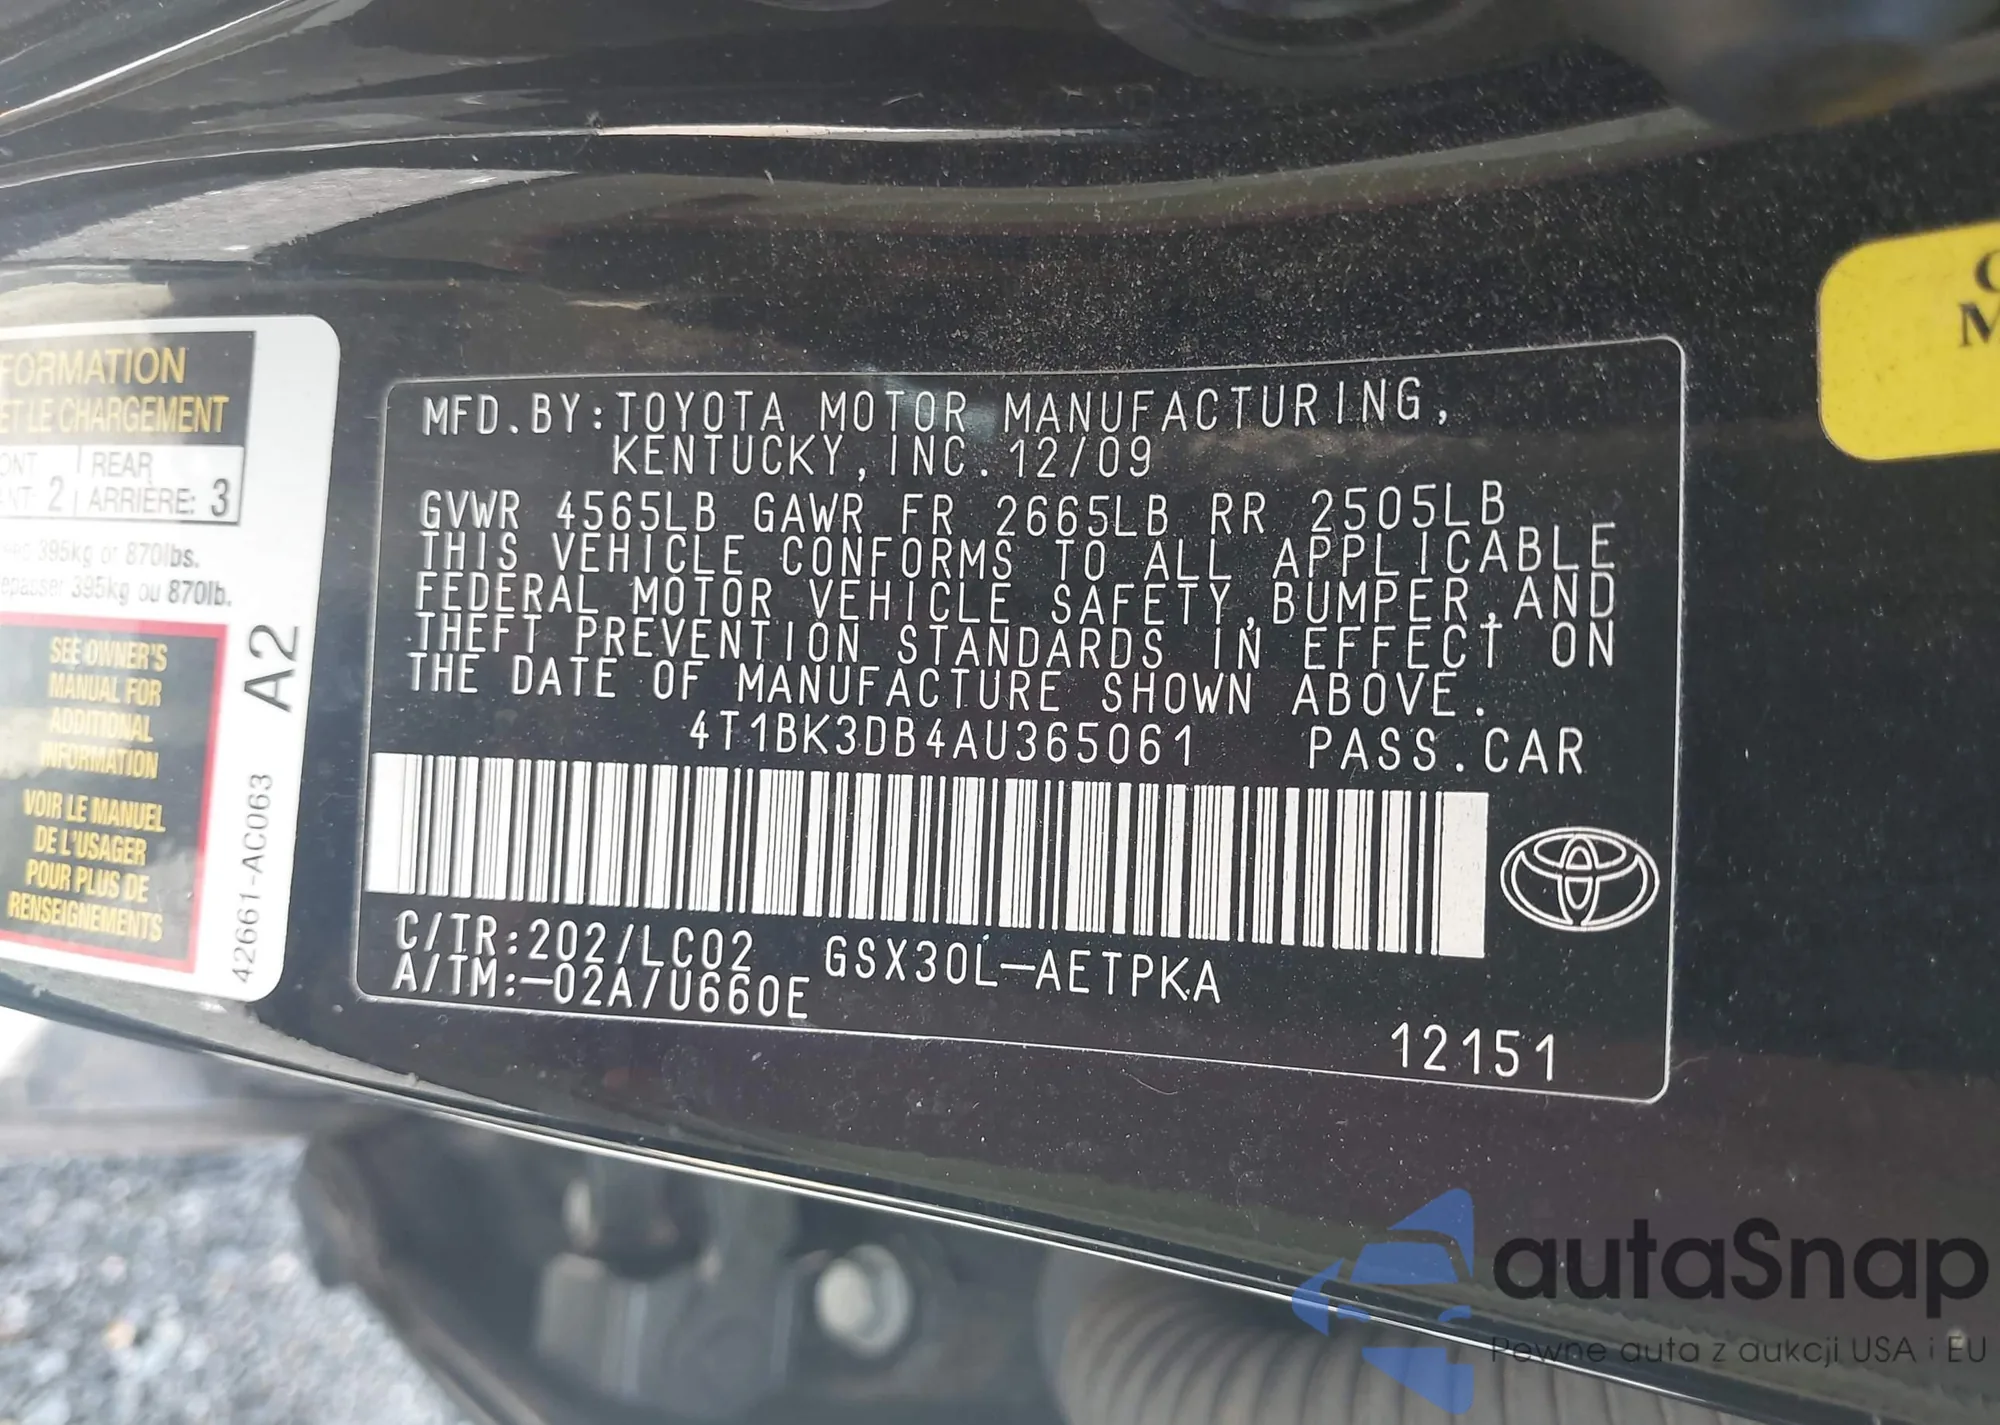 FORMATION
ET LE CHARGEMENT
REAR
2 ARRIÈRE: 3
395kg or 870lbs.
395kg ou 870lb.
SEE OWNER'S
MANUAL FOR
ADDITIONAL
INFORMATION
VOIR LE MANUEL
DE L'USAGER
POUR PLUS DE
RENSEIGNEMENTS
42661-AC063 A2
MFD.BY:TOYOTA MOTOR MANUFACTURING,
KENTUCKY,INC.12/09
GVWR 4565LB GAWR FR 2665LB RR 2505LB
THIS VEHICLE CONFORMS TO ALL APPLICABLE
FEDERAL MOTOR VEHICLE SAFETY,BUMPER,AND
THEFT PREVENTION STANDARDS IN EFFECT ON
THE DATE OF MANUFACTURE SHOWN ABOVE.
4T1BK3DB4AU365061 PASS.CAR
C/TR:202/LC02 GSX30L-AETPKA
A/TM:-02A/U660E
12151
autaSnap
Pewne auta z aukcji USA i EU